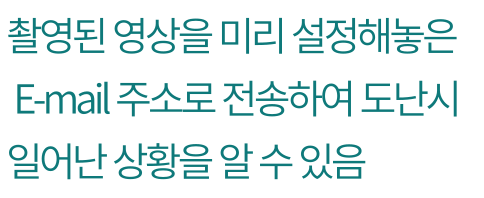 촬영된 영상을 미리 설정해놓은
E-mail 주소로 전송하여 도난시
일어난 상황을 알 수 있음